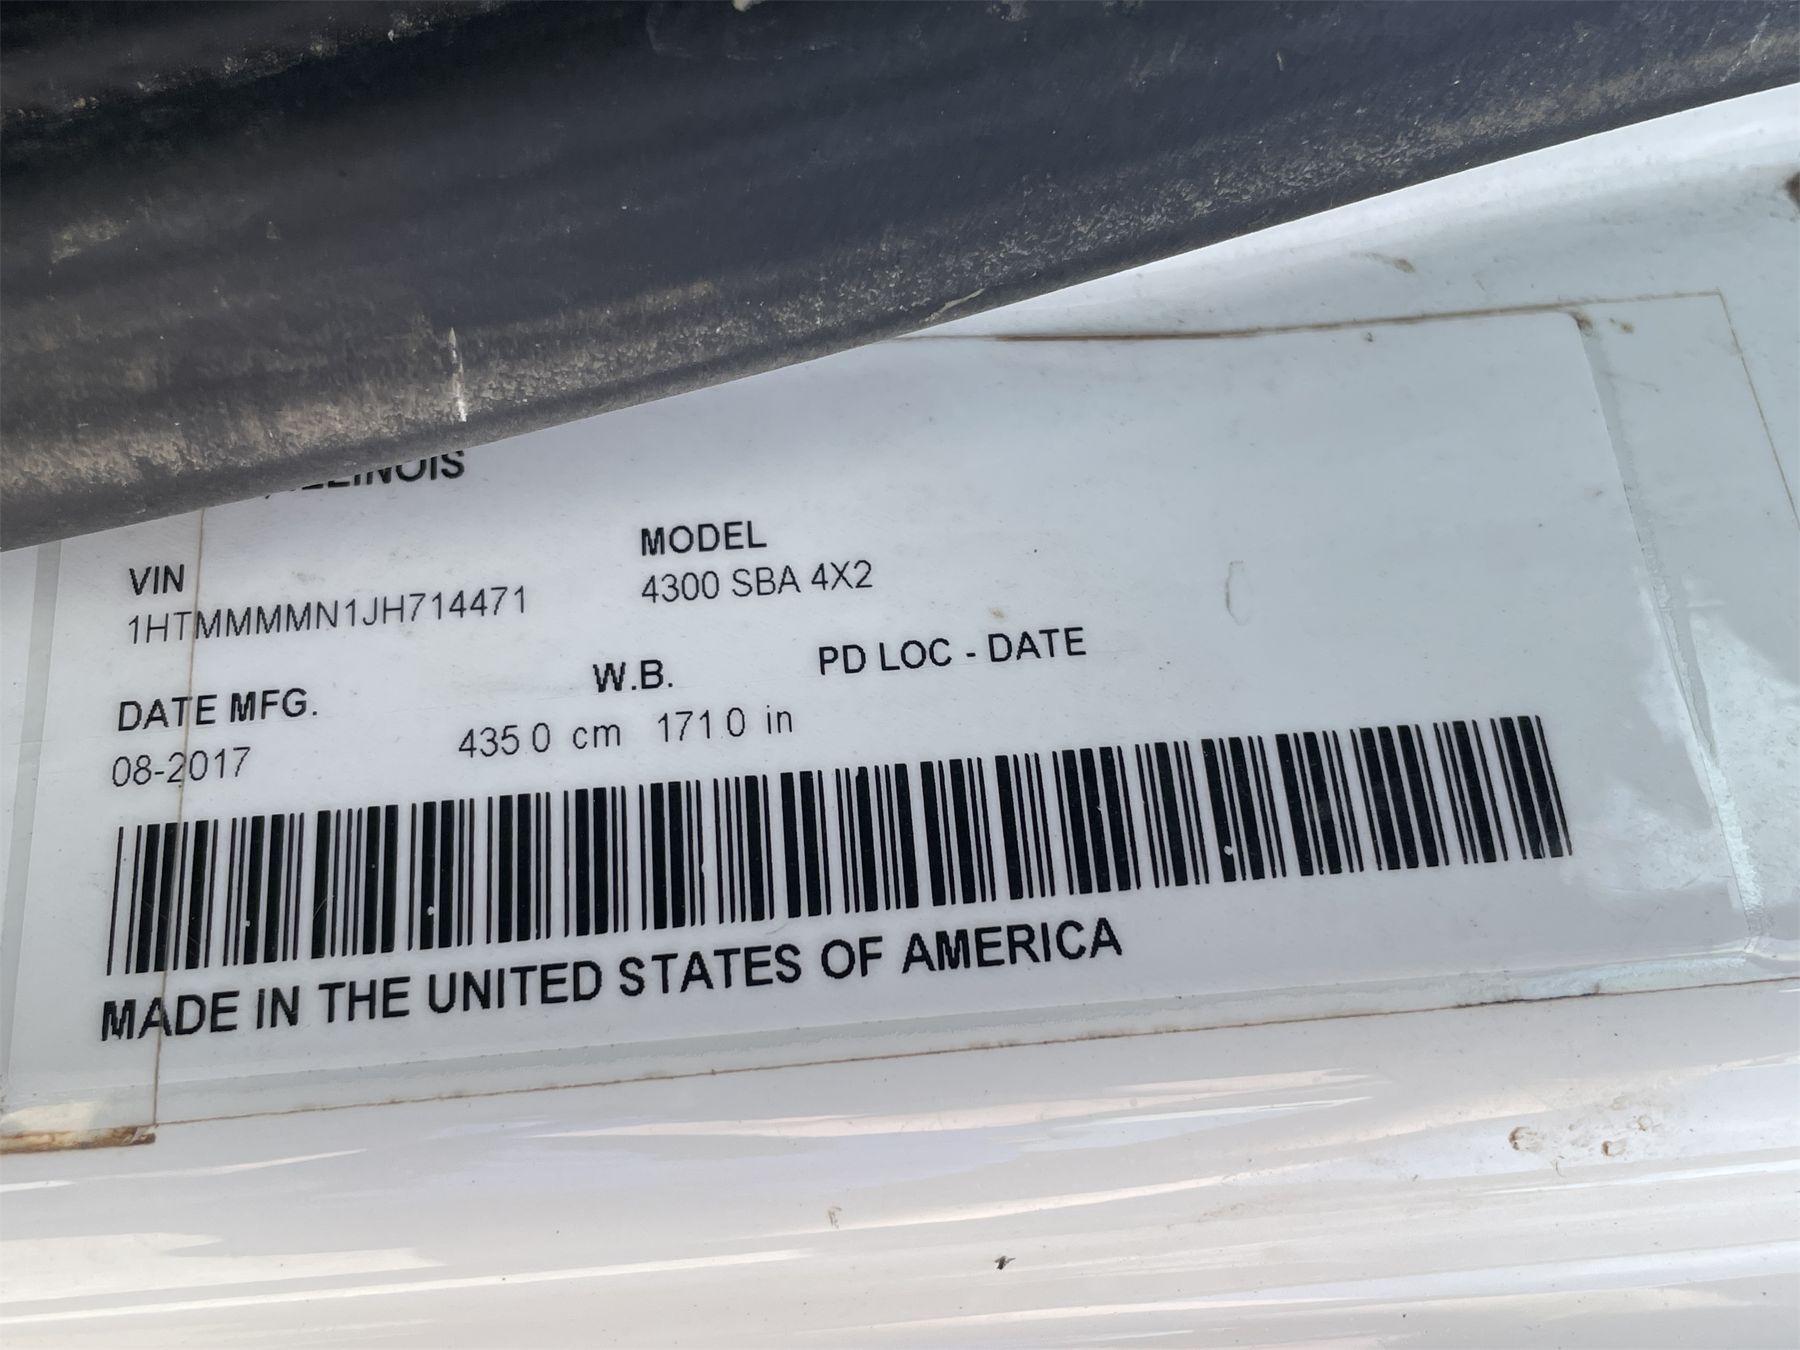 ILLINOIS
VIN
1HTMMMMN1JH714471
MODEL
4300 SBA 4X2
DATE MFG.
08-2017
W.B.
435 0 cm 171 0 in
PD LOC - DATE
MADE IN THE UNITED STATES OF AMERICA